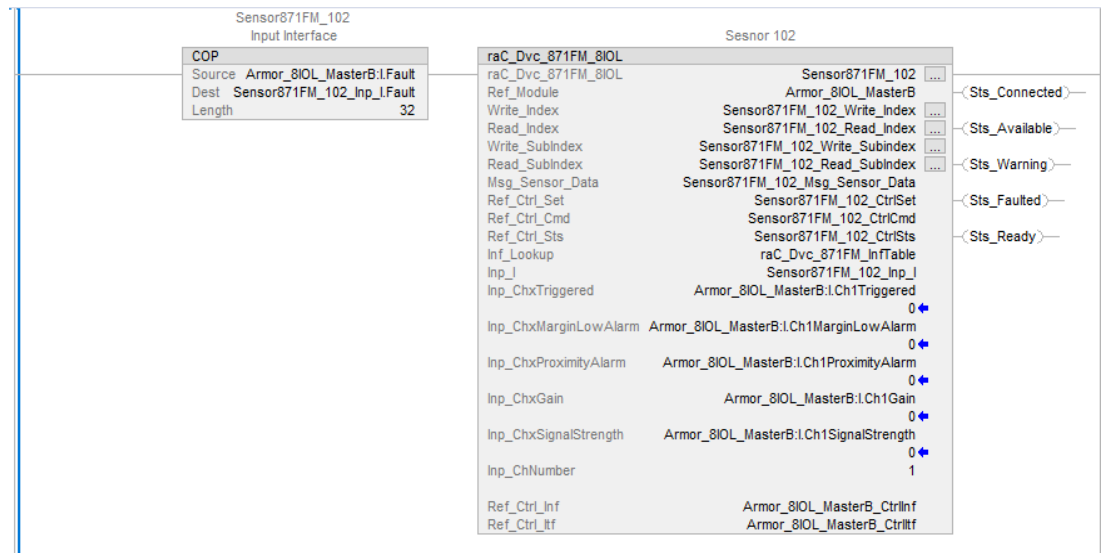 Sensor871FM_102
Input Interface
COP
Source Armor_8IOL_MasterB:I.Fault
Dest Sensor871FM_102_Inp_I.Fault
Length 32
Sesnor 102
raC_Dvc_871FM_8IOL
raC_Dvc_871FM_8IOL Sensor871FM_102 ...
Ref_Module Armor_8IOL_MasterB
Write_Index Sensor871FM_102_Write_Index ...
Read_Index Sensor871FM_102_Read_Index ...
Write_SubIndex Sensor871FM_102_Write_Subindex ...
Read_SubIndex Sensor871FM_102_Read_SubIndex ...
Msg_Sensor_Data Sensor871FM_102_Msg_Sensor_Data
Ref_Ctrl_Set Sensor871FM_102_CtrlSet
Ref_Ctrl_Cmd Sensor871FM_102_CtrlCmd
Ref_Ctrl_Sts Sensor871FM_102_CtrlSts
Inf_Lookup raC_Dvc_871FM_InfTable
Inp_I Sensor871FM_102_Inp_I
Inp_ChxTriggered Armor_8IOL_MasterB:I.Ch1Triggered
0
Inp_ChxMarginLowAlarm Armor_8IOL_MasterB:I.Ch1MarginLowAlarm
0
Inp_ChxProximityAlarm Armor_8IOL_MasterB:I.Ch1ProximityAlarm
0
Inp_ChxGain Armor_8IOL_MasterB:I.Ch1Gain
0
Inp_ChxSignalStrength Armor_8IOL_MasterB:I.Ch1SignalStrength
0
Inp_ChNumber 1
Ref_Ctrl_Inf Armor_8IOL_MasterB_CtrlInf
Ref_Ctrl_Itf Armor_8IOL_MasterB_CtrlItf
Sts_Connected
Sts_Available
Sts_Warning
Sts_Faulted
Sts_Ready